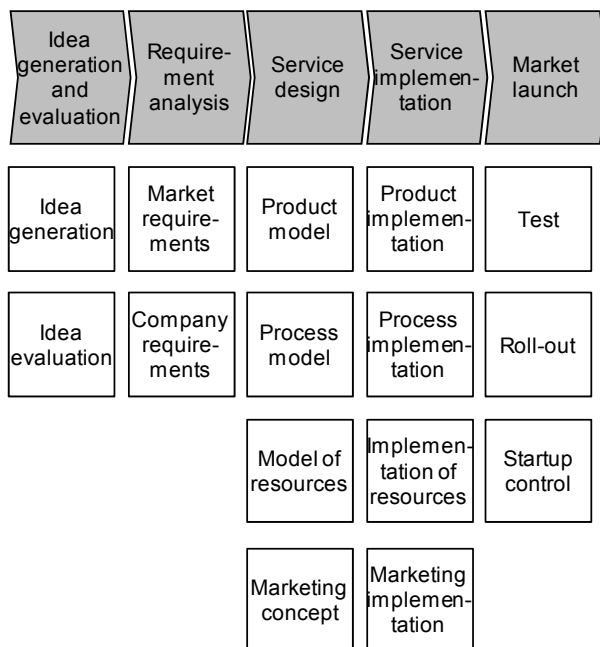 Idea
generation
and
evaluation
Require-
ment
analysis
Service
design
Service
implemen-
tation
Market
launch
Idea
generation
Market
require-
ments
Product
model
Product
implemen-
tation
Test
Idea
evaluation
Company
require-
ments
Process
model
Process
implemen-
tation
Roll-out
Model of
resources
Implemen-
tation of
resources
Startup
control
Marketing
concept
Marketing
implemen-
tation